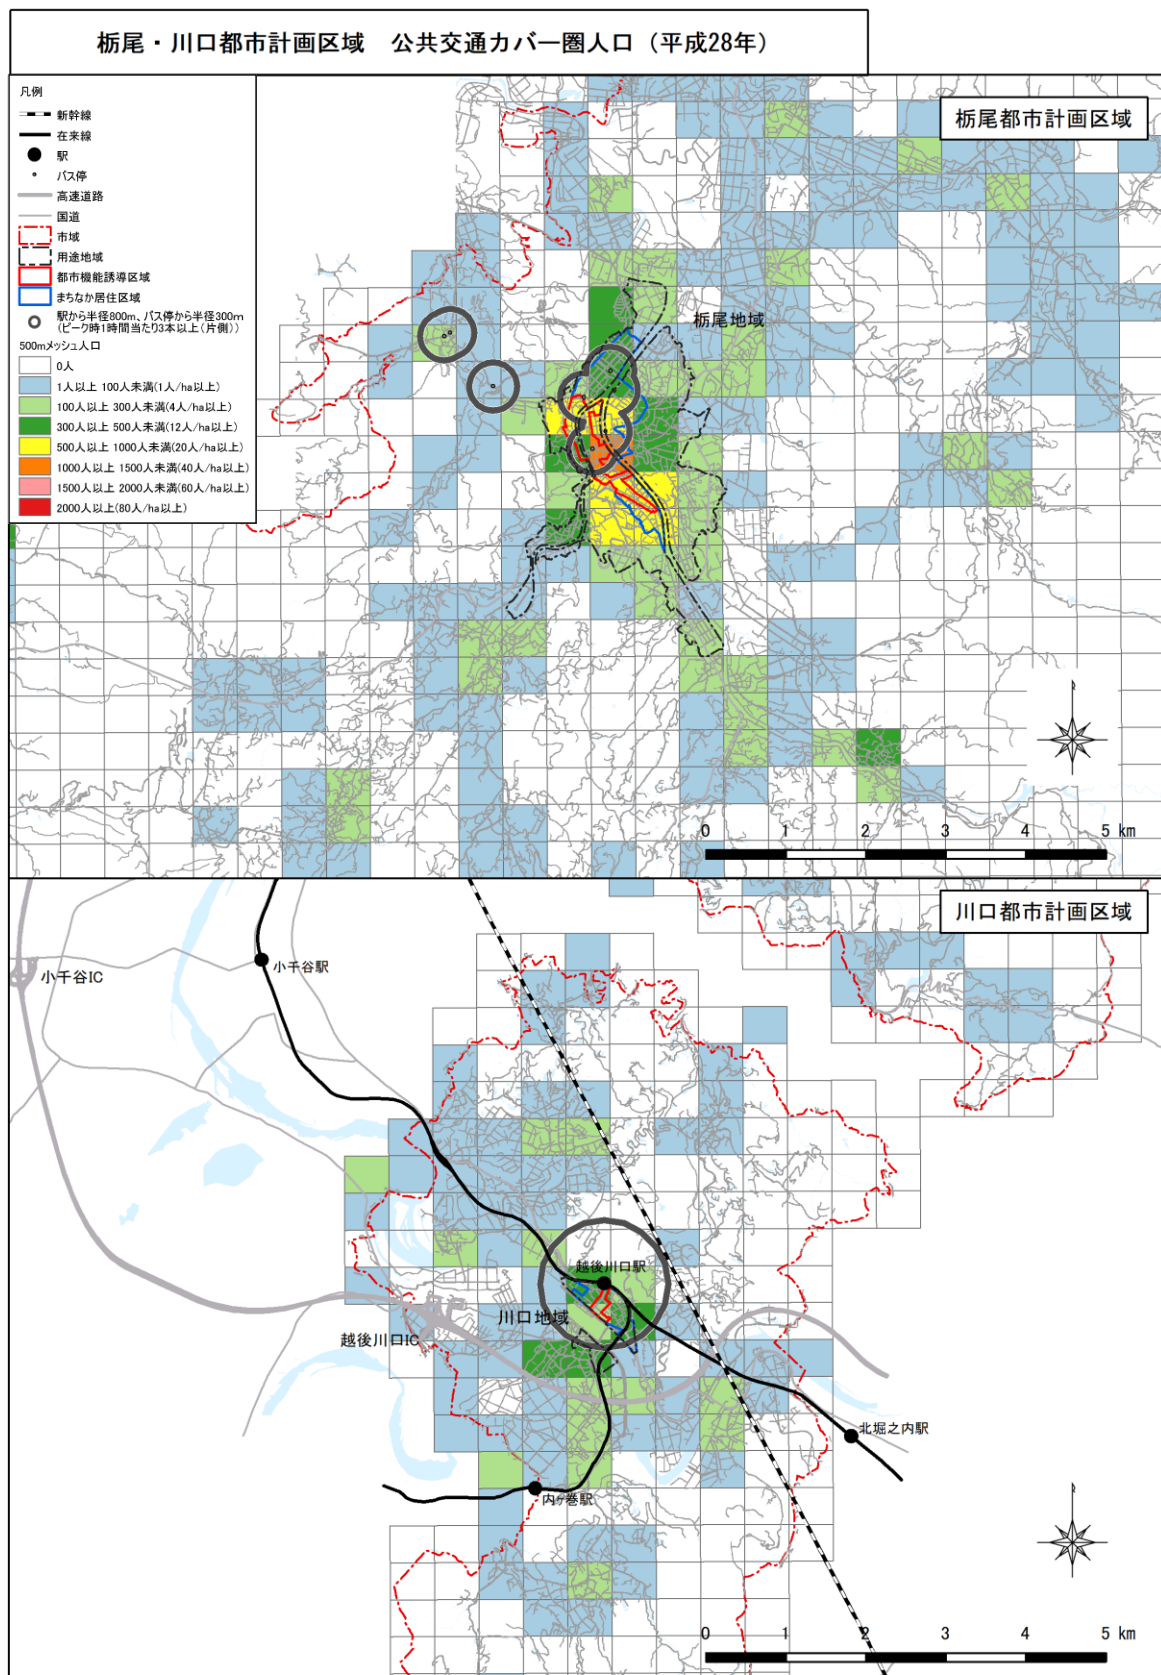 栃尾・川口都市計画区域　公共交通カバー圏人口（平成28年）
凡例
新幹線
在来線
駅
バス停
高速道路
国道
市域
用途地域
都市機能誘導区域
まちなか居住区域
駅から半径800m、バス停から半径300m
（ピーク時1時間当たり3本以上（片側））
500mメッシュ人口
0人
1人以上 100人未満(1人/ha以上)
100人以上 300人未満(4人/ha以上)
300人以上 500人未満(12人/ha以上)
500人以上 1000人未満(20人/ha以上)
1000人以上 1500人未満(40人/ha以上)
1500人以上 2000人未満(60人/ha以上)
2000人以上(80人/ha以上)
栃尾都市計画区域
栃尾地域
0 1 2 3 4 5 km
川口都市計画区域
小千谷IC
小千谷駅
越後川口駅
川口地域
越後川口IC
北堀之内駅
内ヶ巻駅
0 1 2 3 4 5 km